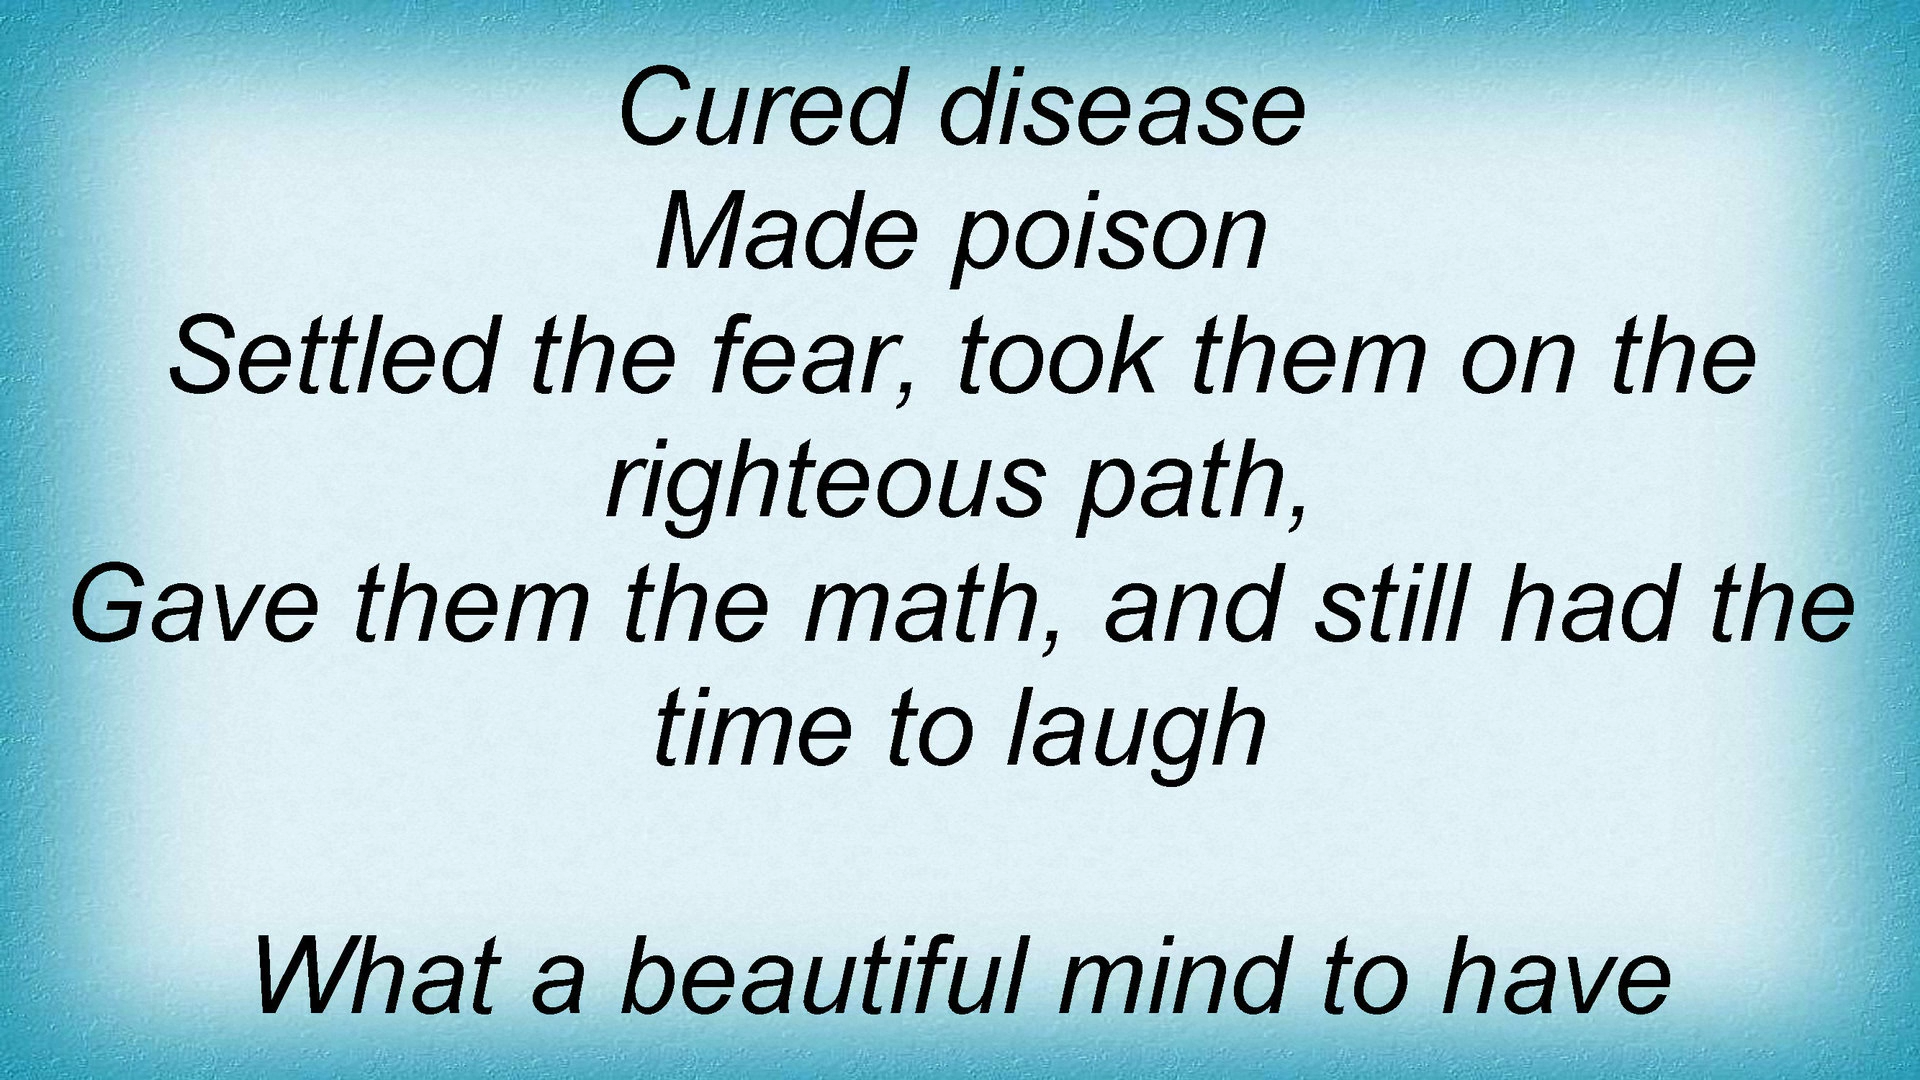 Cured disease
Made poison
Settled the fear, took them on the
righteous path,
Gave them the math, and still had the
time to laugh
What a beautiful mind to have